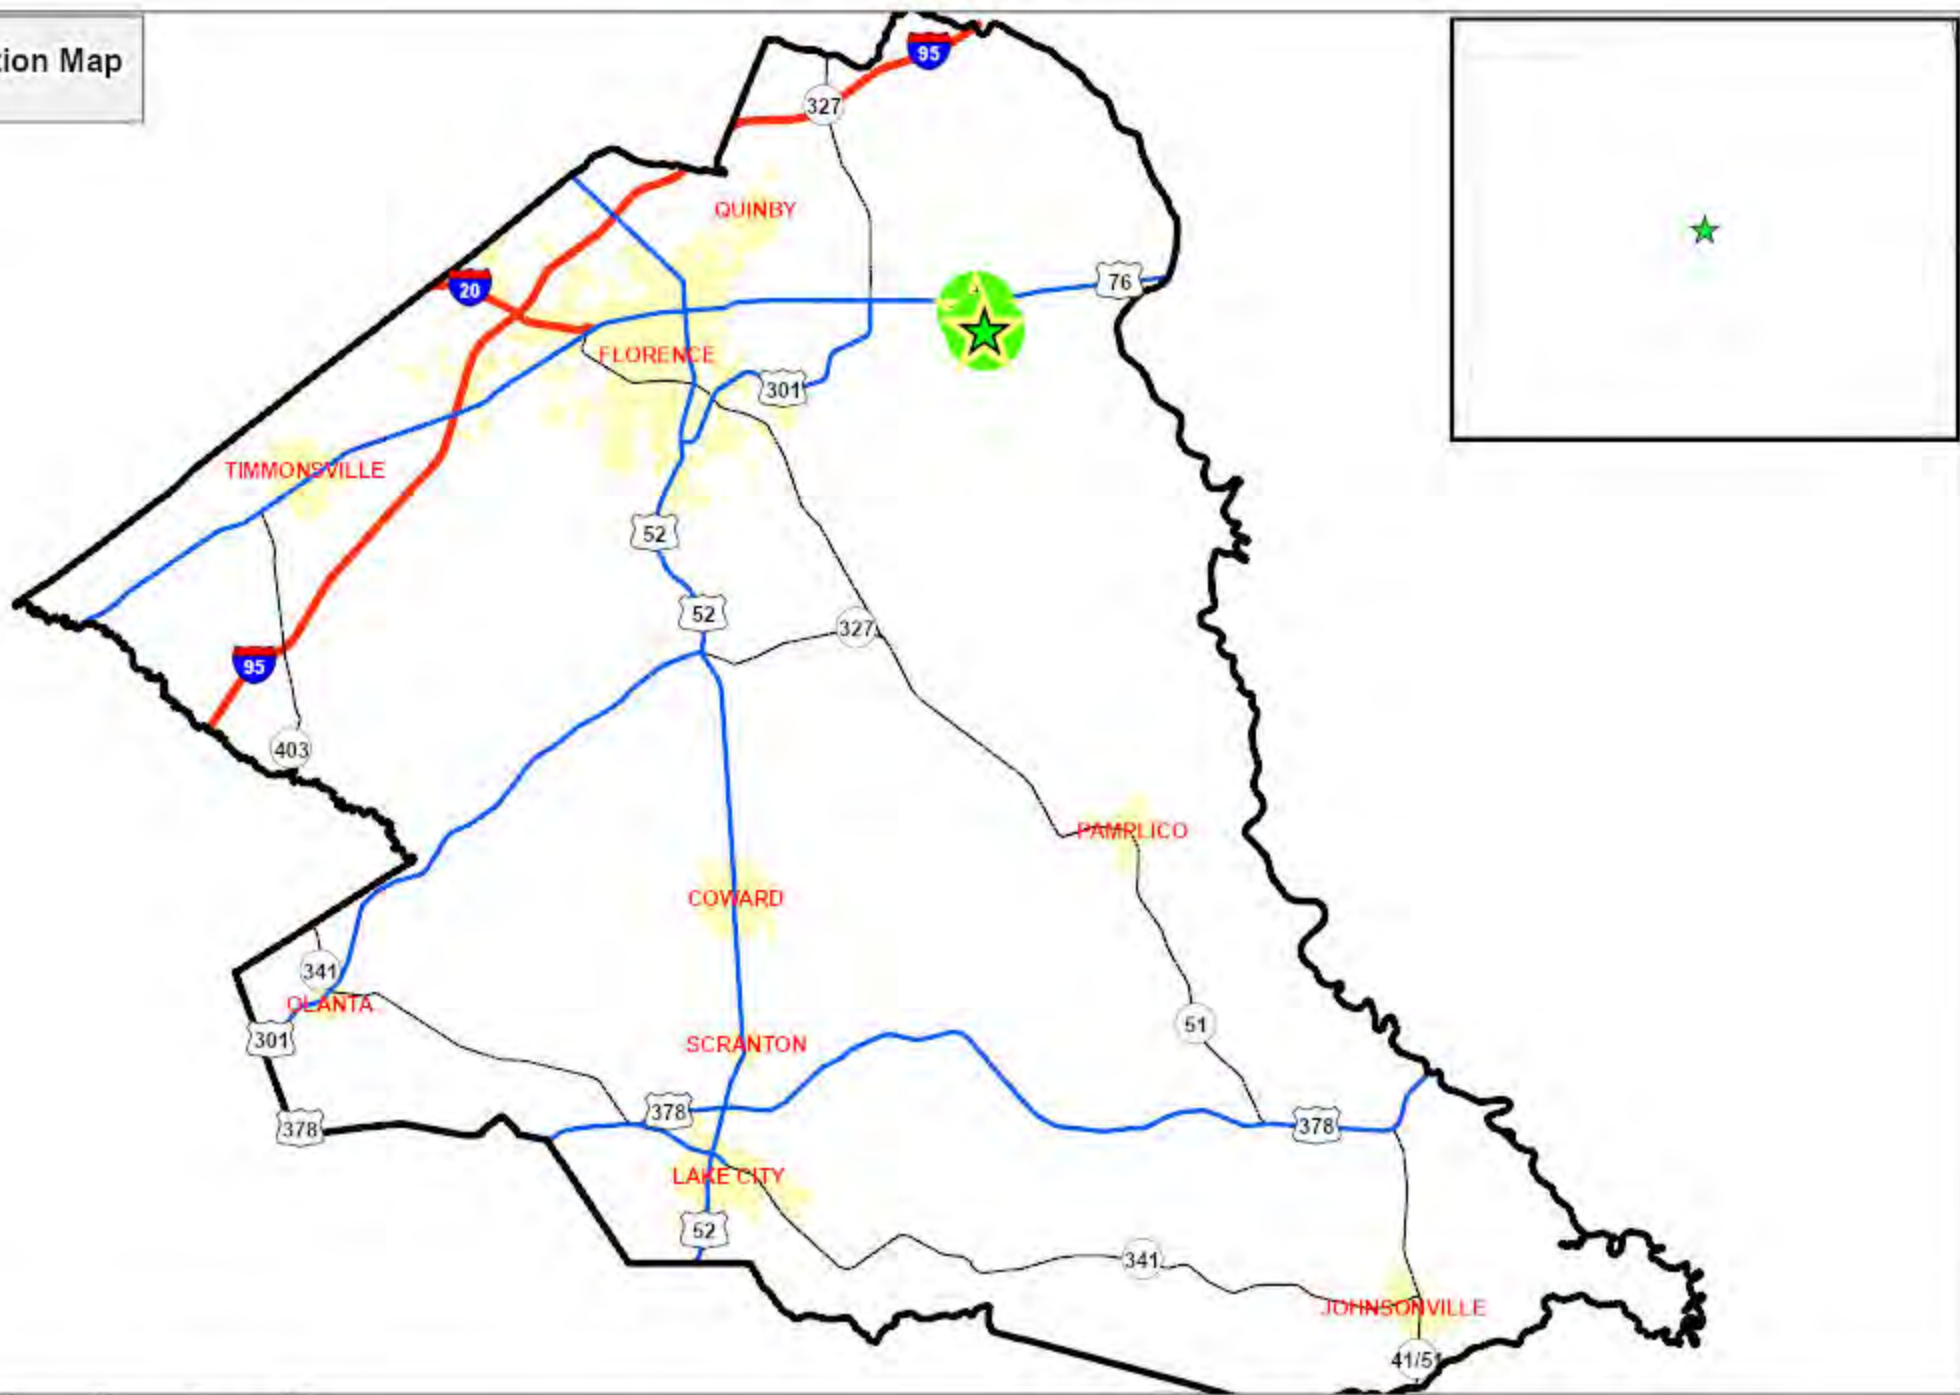 tion Map
95
327
QUINBY
20
76
FLORENCE
301
TIMMONSVILLE
52
52
327
95
403
PAMPLICO
COWARD
341
OLANTA
301
51
SCRANTON
378
378
378
LAKE CITY
52
341
JOHNSONVILLE
41/51